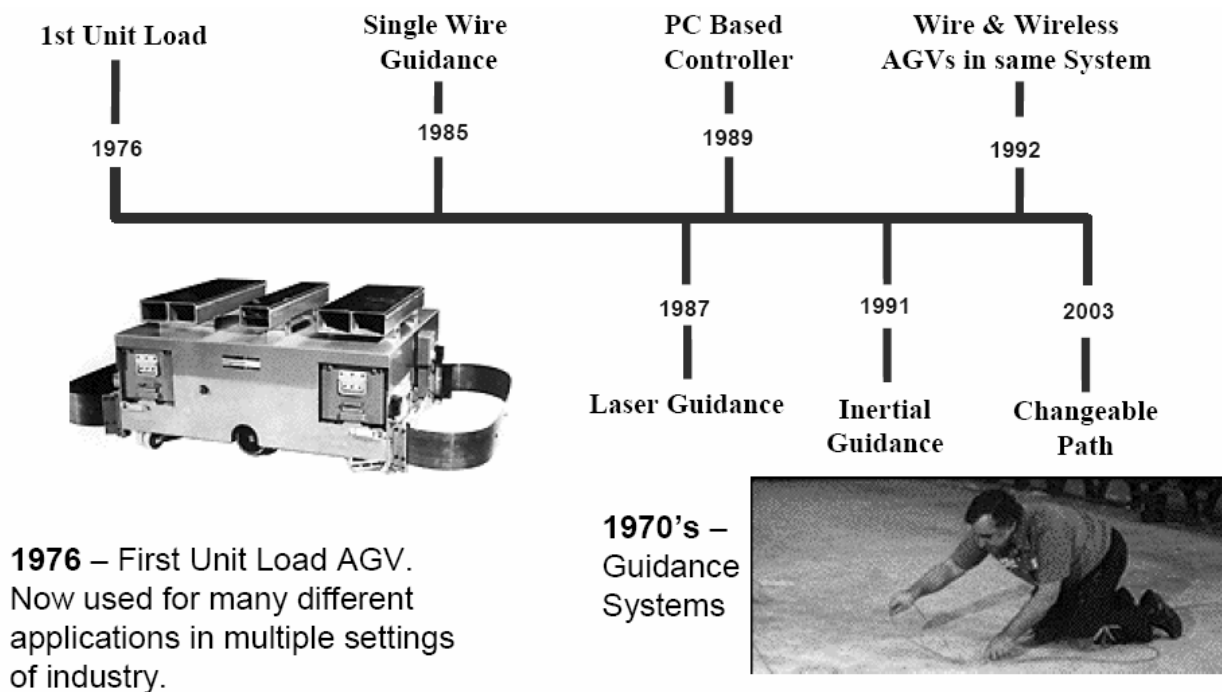 1st Unit Load
Single Wire
Guidance
PC Based
Controller
Wire & Wireless
AGVs in same System
1976
1985
1989
1992
1987
1991
2003
Laser Guidance
Inertial
Guidance
Changeable
Path
1976 – First Unit Load AGV.
Now used for many different
applications in multiple settings
of industry.
1970's –
Guidance
Systems